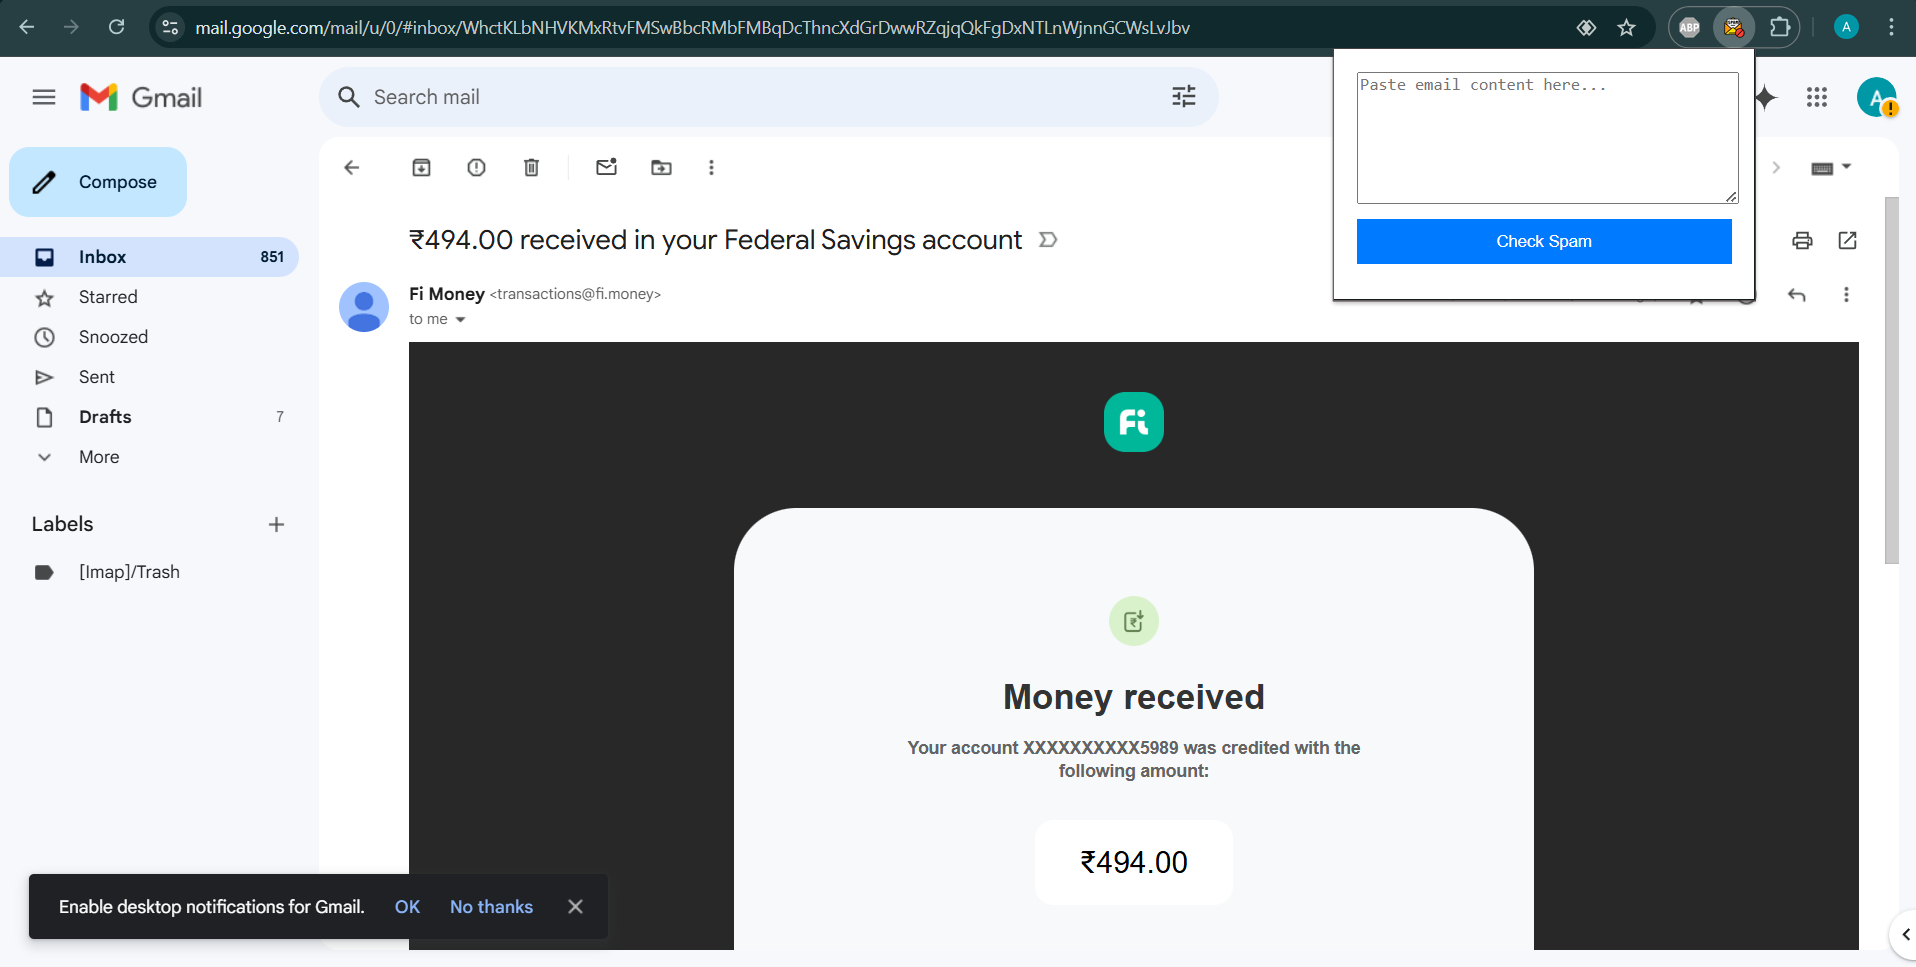 mail.google.com/mail/u/0/#inbox/WhctKLbNHVKMxRtvFMSwBbcRMbFMBqDcThncXdGrDwwRZqjqQkFgDxNTLnWjnnGCWsLvJbv
ABP
A
Gmail
Search mail
Paste email content here...
Check Spam
A
Compose
Inbox 851
Starred
Snoozed
Sent
Drafts 7
More
Labels
[Imap]/Trash
₹494.00 received in your Federal Savings account
Fi Money <transactions@fi.money>
to me
Fi
Money received
Your account XXXXXXXXXX5989 was credited with the
following amount:
₹494.00
Enable desktop notifications for Gmail. OK No thanks